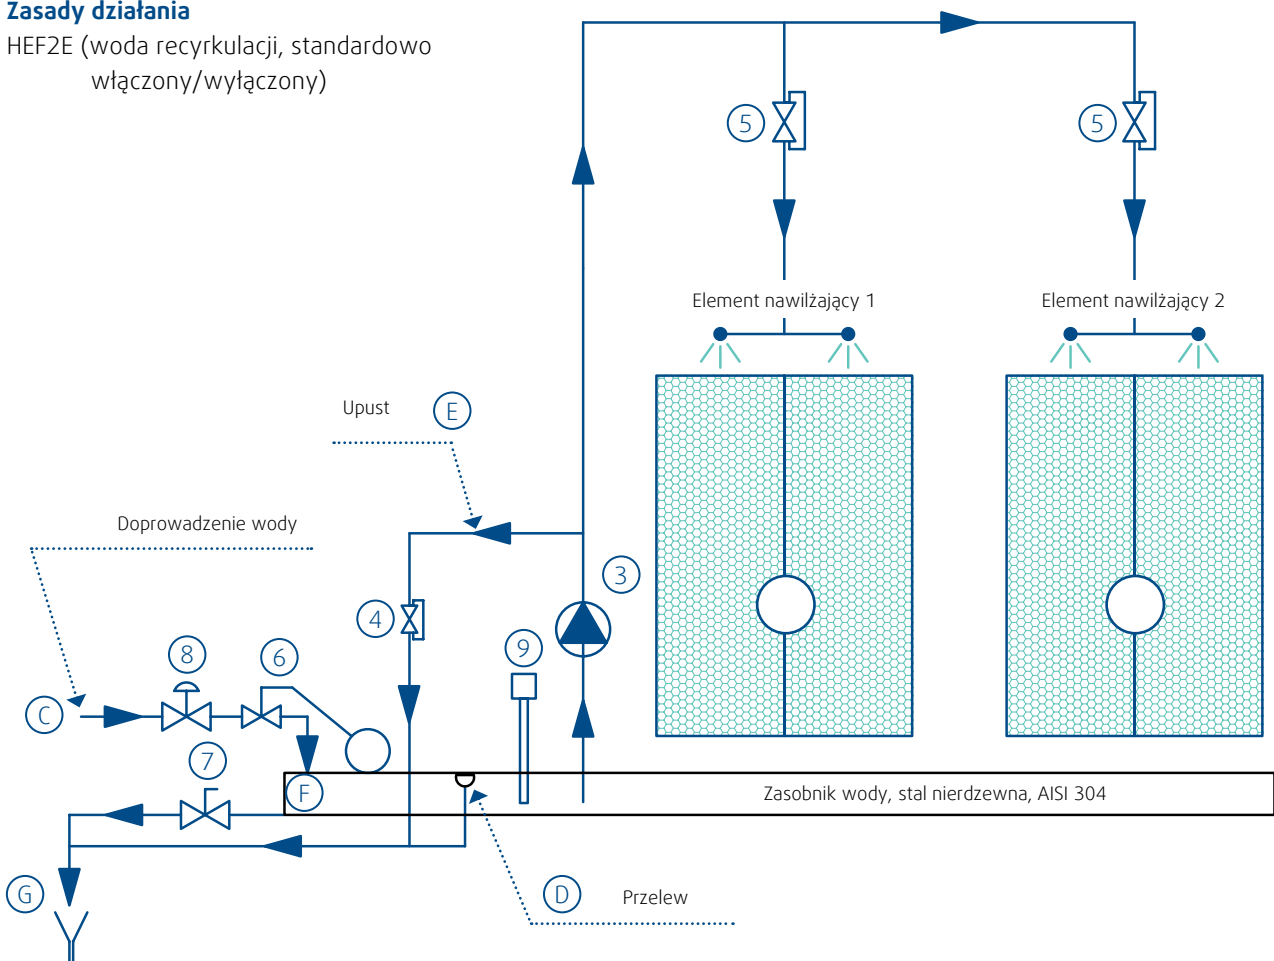 Zasady działania
HEF2E (woda recyrkulacji, standardowo
włączony/wyłączony)
5
5
Element nawilżający 1
Element nawilżający 2
Upust
E
Doprowadzenie wody
3
4
9
8
6
C
7
F
Zasobnik wody, stal nierdzewna, AISI 304
G
D
Przelew